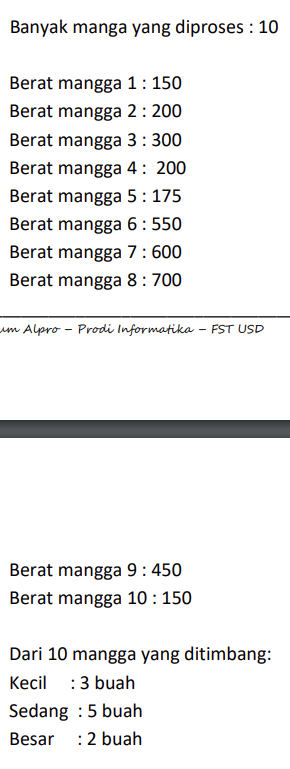 Banyak manga yang diproses : 10
Berat mangga 1 : 150
Berat mangga 2 : 200
Berat mangga 3 : 300
Berat mangga 4 :  200
Berat mangga 5 : 175
Berat mangga 6 : 550
Berat mangga 7 : 600
Berat mangga 8 : 700
um Alpro – Prodi Informatika – FST USD
Berat mangga 9 : 450
Berat mangga 10 : 150
Dari 10 mangga yang ditimbang:
Kecil : 3 buah
Sedang : 5 buah
Besar : 2 buah